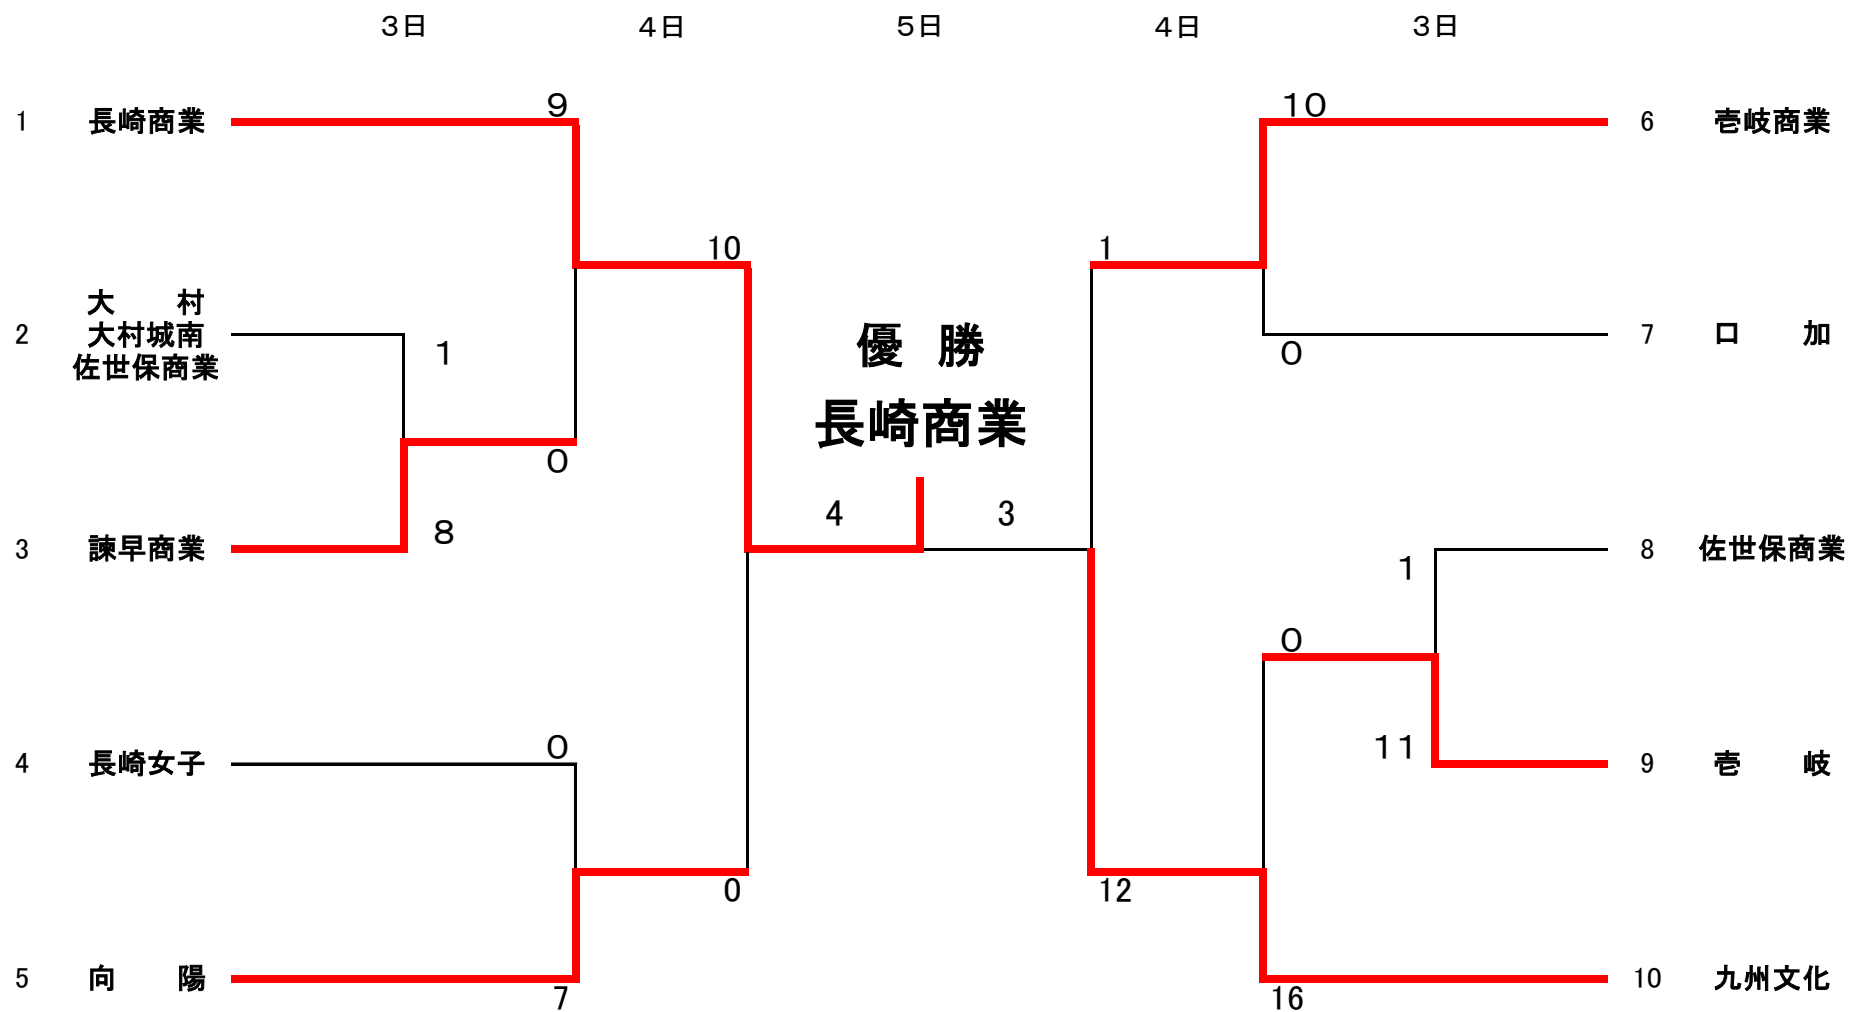 ３日 ４日 ５日 ４日 ３日
1 長崎商業 9 10 6 壱岐商業
10 1
大　　村
2 大村城南 1 優　勝 0 7 口　　加
佐世保商業
長崎商業
0
3 諫早商業 8 4 3 1 8 佐世保商業
0
4 長崎女子 0 11 9 壱　　岐
0 12
5 向　　陽 7 16 10 九州文化